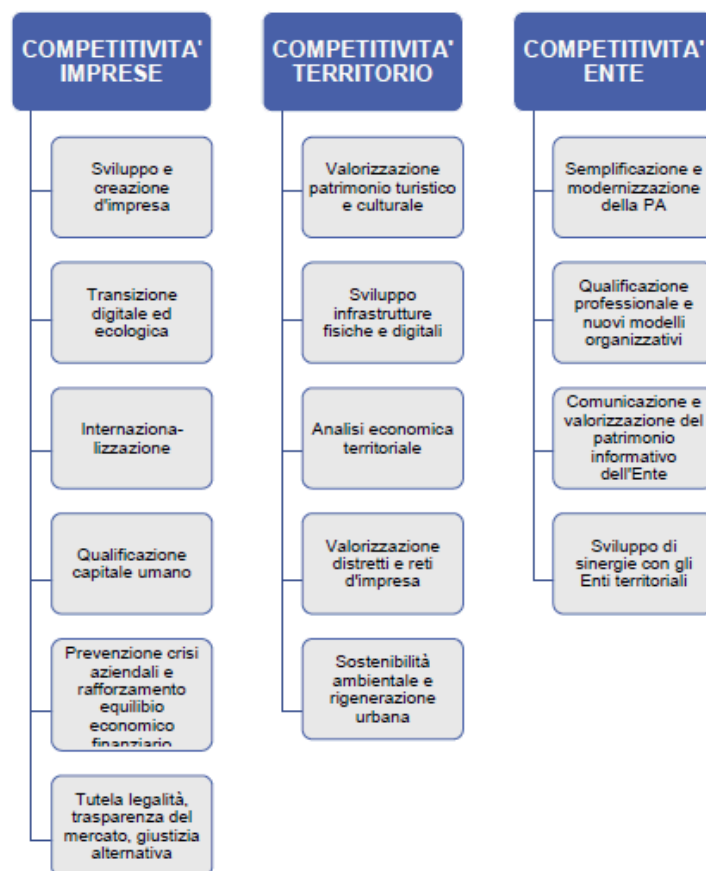 COMPETITIVITA'
IMPRESE
Sviluppo e
creazione
d'impresa
Transizione
digitale ed
ecologica
Internaziona-
lizzazione
Qualificazione
capitale umano
Prevenzione crisi
aziendali e
rafforzamento
equilibio
economico
finanziario
Tutela legalità,
trasparenza del
mercato, giustizia
alternativa
COMPETITIVITA'
TERRITORIO
Valorizzazione
patrimonio turistico
e culturale
Sviluppo
infrastrutture
fisiche e digitali
Analisi economica
territoriale
Valorizzazione
distretti e reti
d'impresa
Sostenibilità
ambientale e
rigenerazione
urbana
COMPETITIVITA'
ENTE
Semplificazione e
modernizzazione
della PA
Qualificazione
professionale e
nuovi modelli
organizzativi
Comunicazione e
valorizzazione del
patrimonio
informativo
dell'Ente
Sviluppo di
sinergie con gli
Enti territoriali